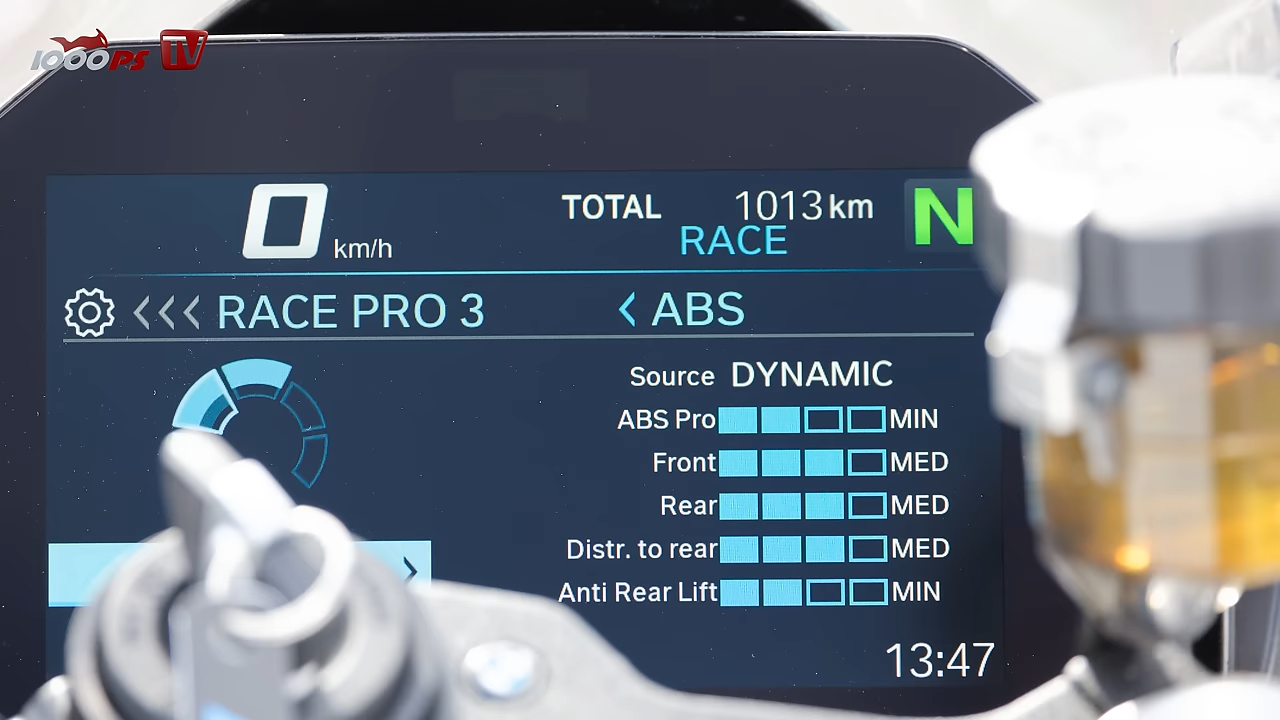 1000PS TV
0 km/h
TOTAL 1013 km
RACE
N
RACE PRO 3
ABS
Source DYNAMIC
ABS Pro MIN
Front MED
Rear MED
Distr. to rear MED
Anti Rear Lift MIN
13:47